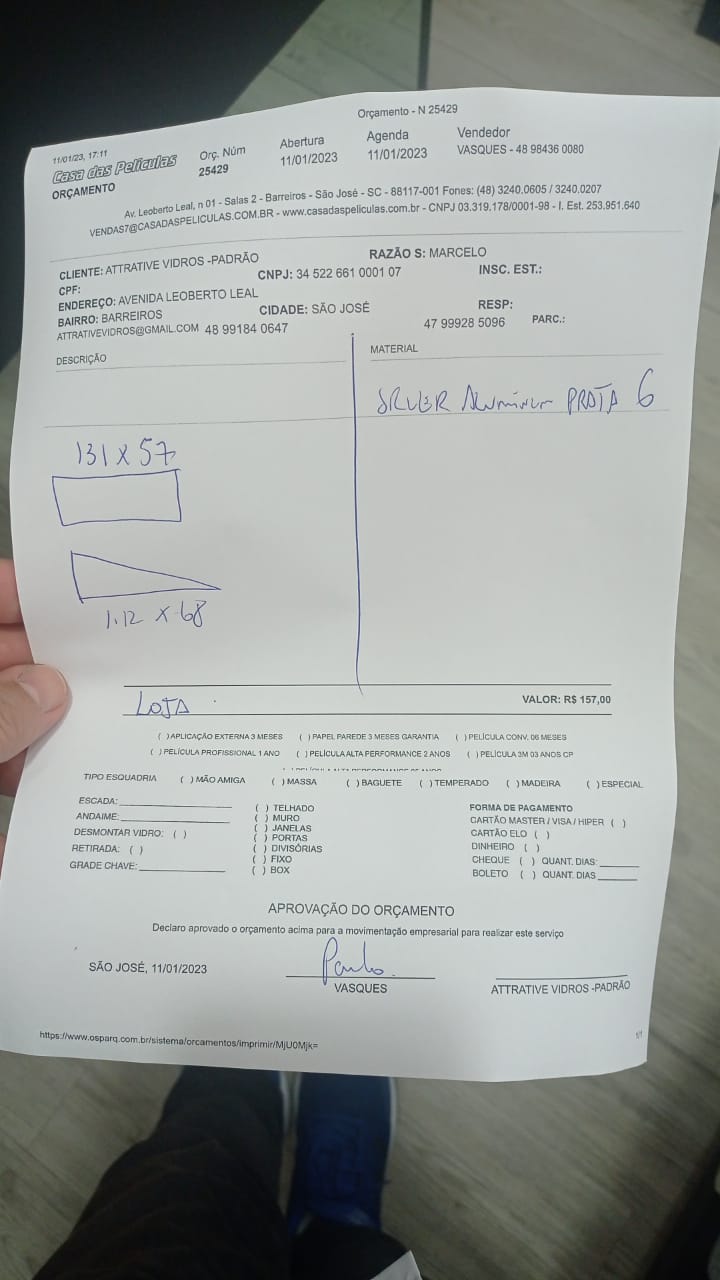 Orçamento - N 25429
11/01/23, 17:11
Casa das Películas
ORÇAMENTO
Orç. Núm
25429
Abertura
11/01/2023
Agenda
11/01/2023
Vendedor
VASQUES - 48 98436 0080
Av. Leoberto Leal, n 01 - Salas 2 - Barreiros - São José - SC - 88117-001 Fones: (48) 3240.0605 / 3240.0207
VENDAS7@CASADASPELICULAS.COM.BR - www.casadaspeliculas.com.br - CNPJ 03.319.178/0001-98 - I. Est. 253.951.640
CLIENTE: ATTRATIVE VIDROS -PADRÃO RAZÃO S: MARCELO
CPF: CNPJ: 34 522 661 0001 07 INSC. EST.:
ENDEREÇO: AVENIDA LEOBERTO LEAL
BAIRRO: BARREIROS CIDADE: SÃO JOSÉ RESP:
ATTRATIVEVIDROS@GMAIL.COM 48 99184 0647 47 99928 5096 PARC.:
DESCRIÇÃO MATERIAL
SILVER Aluminium PRATA 6
131 x 57
1.12 x 68
LOJA VALOR: R$ 157,00
( )APLICAÇÃO EXTERNA 3 MESES ( )PAPEL PAREDE 3 MESES GARANTIA ( )PELÍCULA CONV. 06 MESES
( )PELÍCULA PROFISSIONAL 1 ANO ( )PELÍCULA ALTA PERFORMANCE 2 ANOS ( )PELÍCULA 3M 03 ANOS CP
TIPO ESQUADRIA ( )MÃO AMIGA ( )MASSA ( )BAGUETE ( )TEMPERADO ( )MADEIRA ( )ESPECIAL
ESCADA:
ANDAIME:
DESMONTAR VIDRO: ( )
RETIRADA: ( )
GRADE CHAVE:
( ) TELHADO
( ) MURO
( ) JANELAS
( ) PORTAS
( ) DIVISÓRIAS
( ) FIXO
( ) BOX
FORMA DE PAGAMENTO
CARTÃO MASTER / VISA / HIPER ( )
CARTÃO ELO ( )
DINHEIRO ( )
CHEQUE ( ) QUANT. DIAS:
BOLETO ( ) QUANT. DIAS
APROVAÇÃO DO ORÇAMENTO
Declaro aprovado o orçamento acima para a movimentação empresarial para realizar este serviço
SÃO JOSÉ, 11/01/2023
Paulo
VASQUES
ATTRATIVE VIDROS -PADRÃO
https://www.osparq.com.br/sistema/orcamentos/imprimir/MjU0Mjk=
1/1